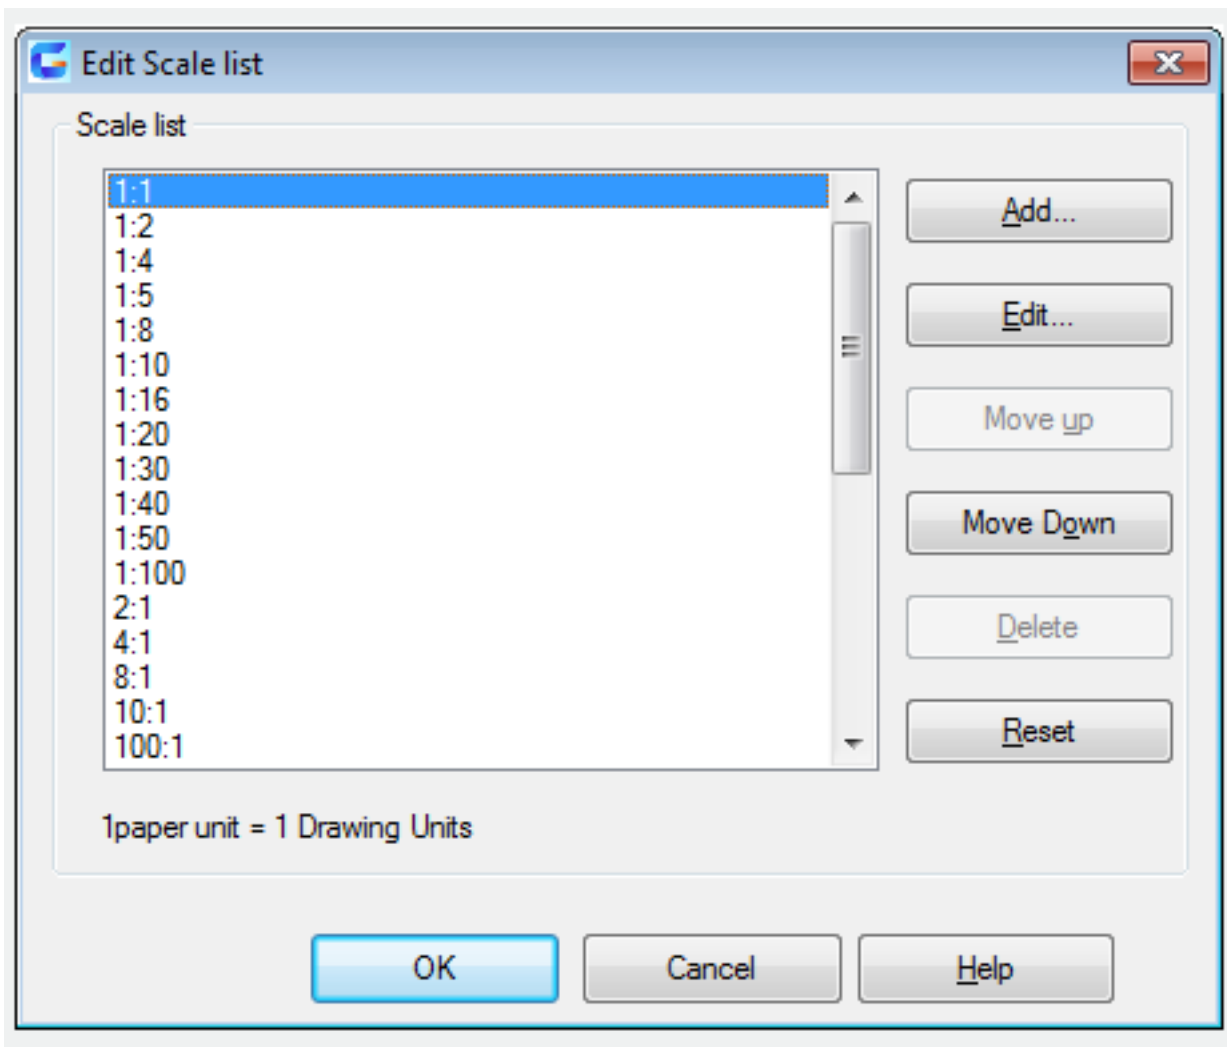 Edit Scale list
Scale list
1:1
1:2
1:4
1:5
1:8
1:10
1:16
1:20
1:30
1:40
1:50
1:100
2:1
4:1
8:1
10:1
100:1
Add...
Edit...
Move up
Move Down
Delete
Reset
1paper unit = 1 Drawing Units
OK
Cancel
Help